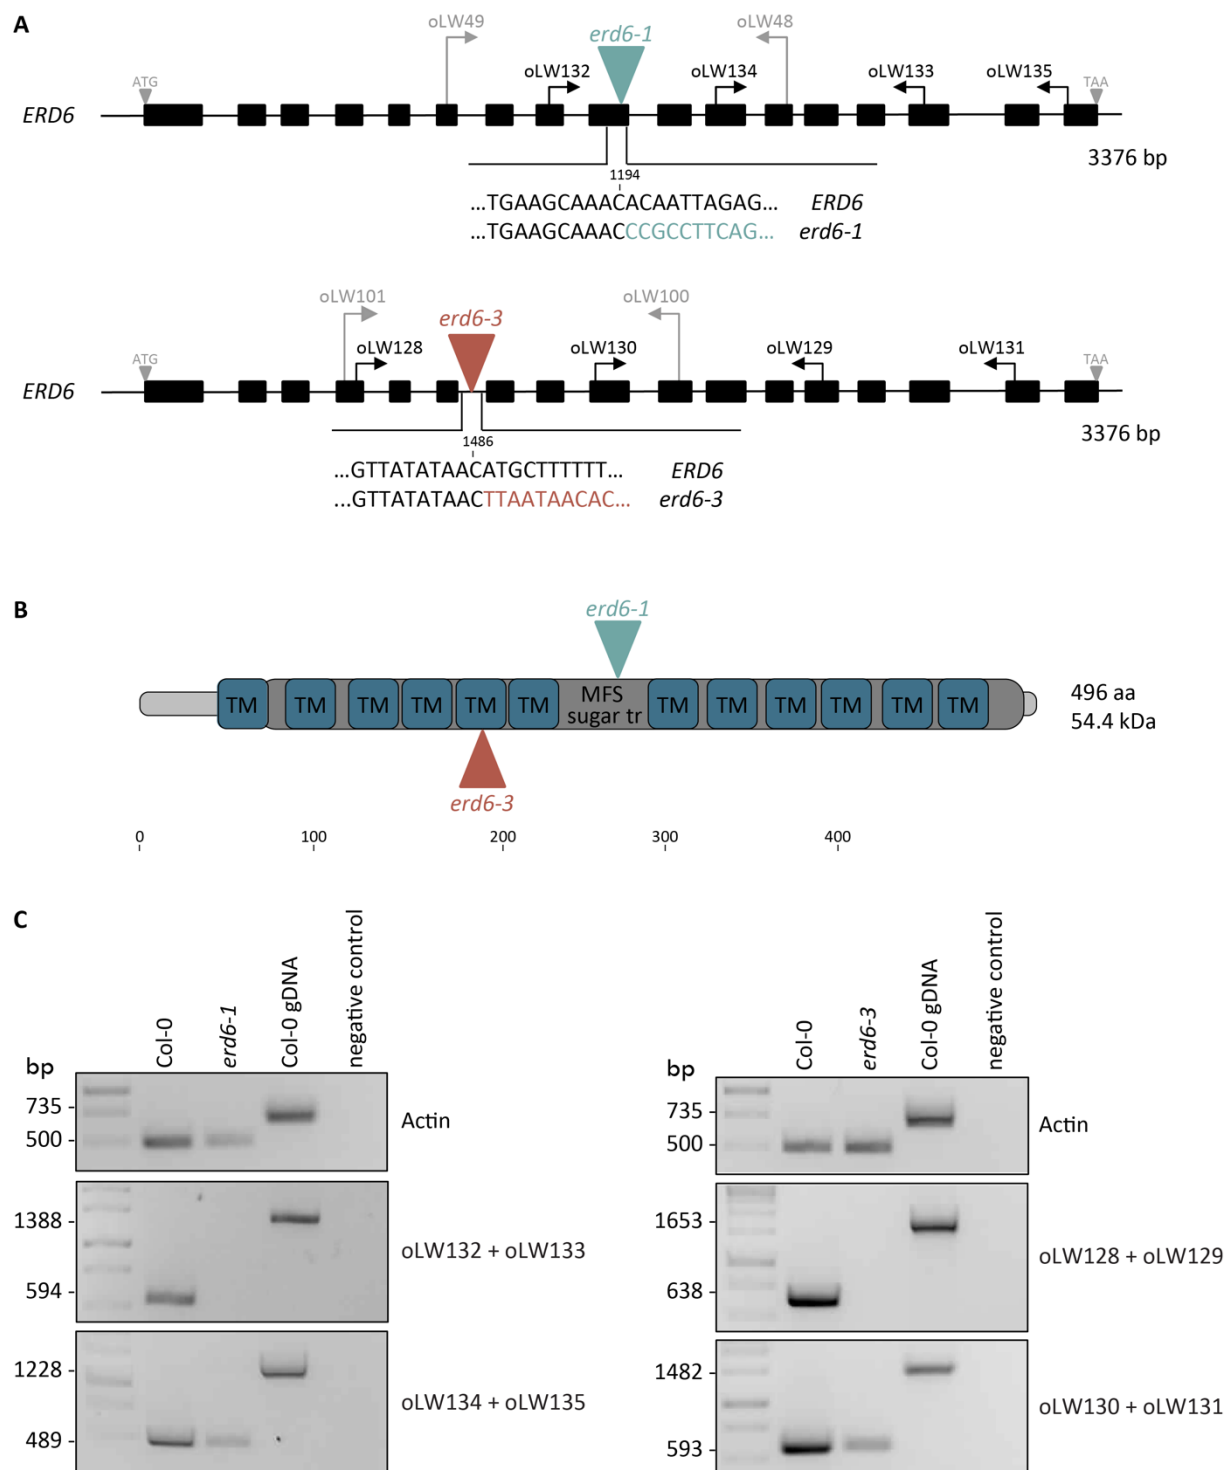 A
oLW49
erd6-1
oLW48
ATG
oLW132
oLW134
oLW133
oLW135
TAA
ERD6
3376 bp
1194
...TGAAGCAAACACAATTAGAG... ERD6
...TGAAGCAAACCCGCCTTCAG... erd6-1
oLW101
erd6-3
oLW100
ATG
oLW128
oLW130
oLW129
oLW131
TAA
ERD6
3376 bp
1486
...GTTATATAACATGCTTTTTT... ERD6
...GTTATATAACTTAATAACAC... erd6-3
B
erd6-1
TM TM TM TM TM TM MFS sugar tr TM TM TM TM TM TM
496 aa
54.4 kDa
erd6-3
0 100 200 300 400
C
Col-0 erd6-1 Col-0 gDNA negative control
bp
735 -
500 -
Actin
1388 -
594 -
oLW132 + oLW133
1228 -
489 -
oLW134 + oLW135
Col-0 erd6-3 Col-0 gDNA negative control
bp
735 -
500 -
Actin
1653 -
638 -
oLW128 + oLW129
1482 -
593 -
oLW130 + oLW131